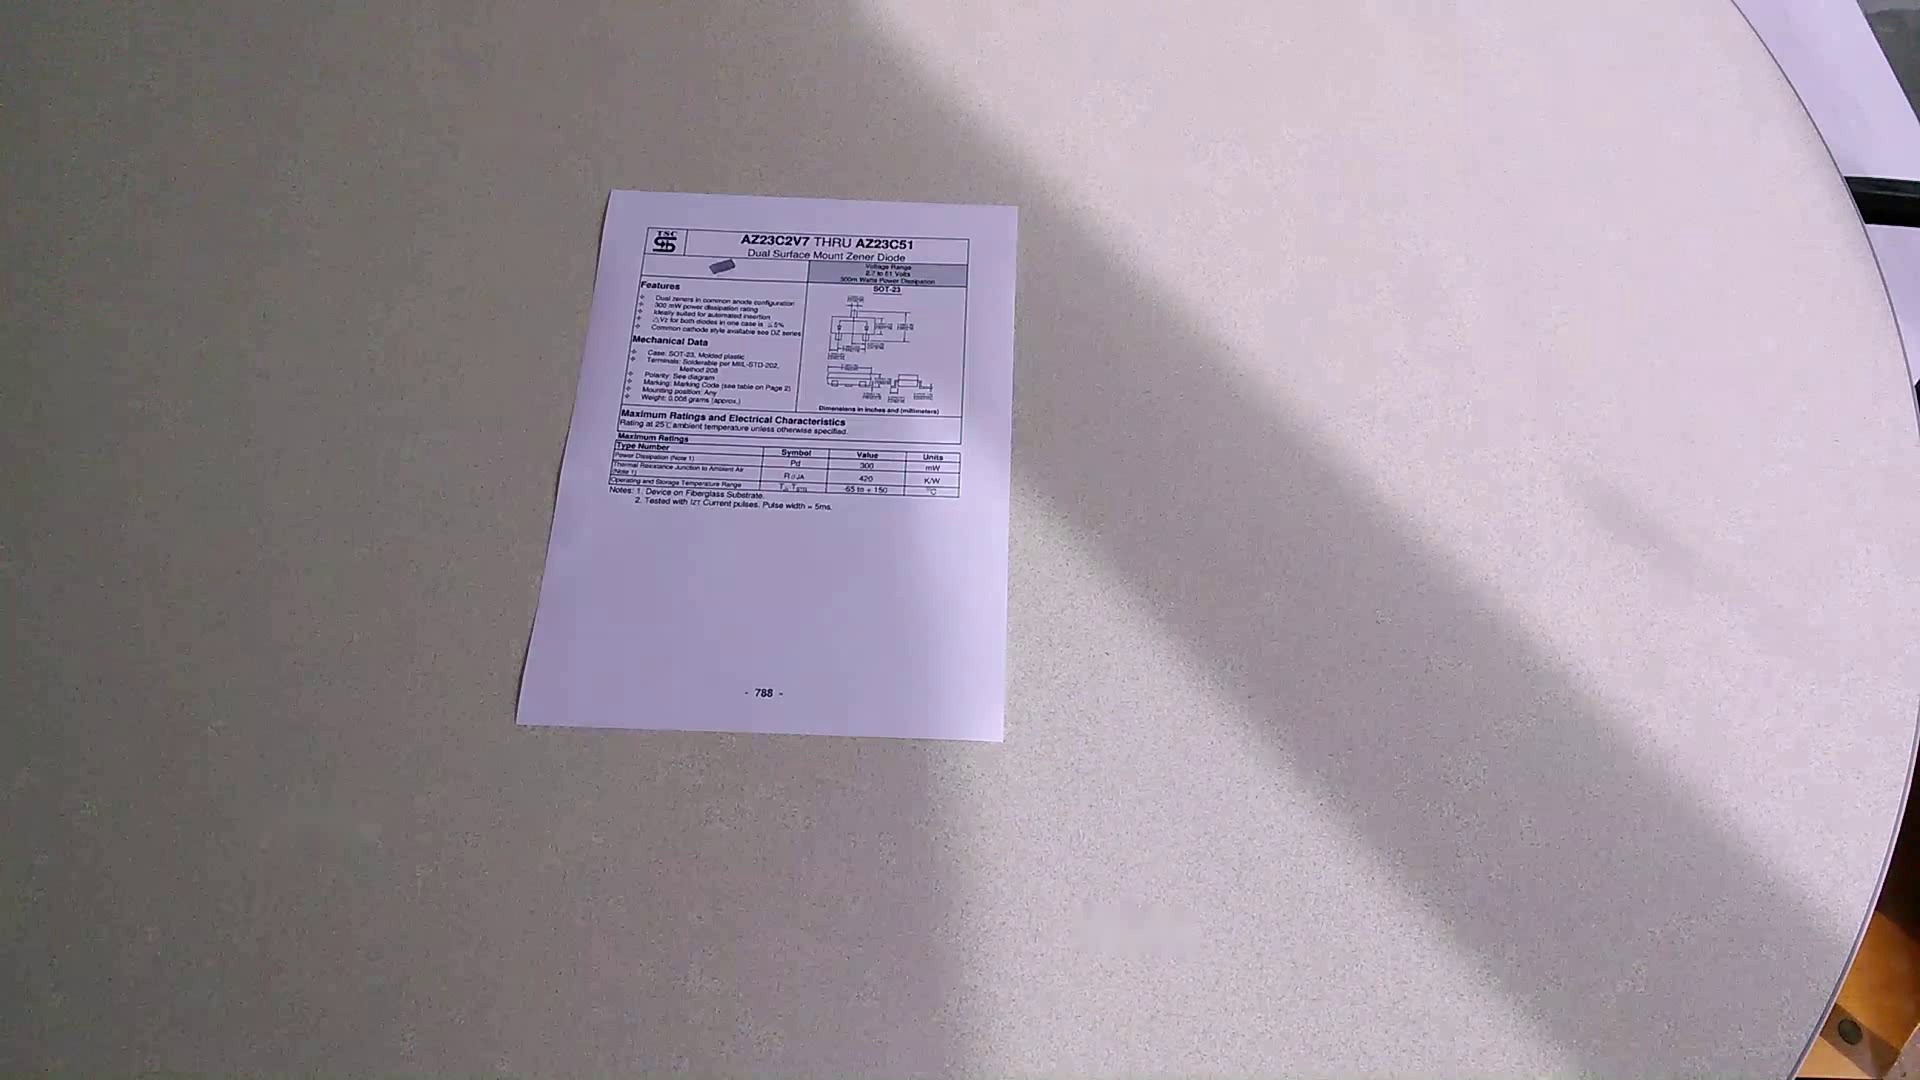 TSC
AZ23C2V7 THRU AZ23C51
Dual Surface Mount Zener Diode
Voltage Range
2.7 to 51 Volts
300m Watts Power Dissipation
SOT-23
Features
Dual zeners in common anode configuration
300 mW power dissipation rating
Ideally suited for automated insertion
△Vz for both diodes in one case is ≦5%
Common cathode style available see DZ series
Mechanical Data
Case: SOT-23, Molded plastic
Terminals: Solderable per MIL-STD-202,
Method 208
Polarity: See diagram
Marking: Marking Code (see table on Page 2)
Mounting position: Any
Weight: 0.008 grams (approx.)
Dimensions in inches and (millimeters)
Maximum Ratings and Electrical Characteristics
Rating at 25℃ ambient temperature unless otherwise specified.
Maximum Ratings
Type Number Symbol Value Units
Power Dissipation (Note 1) Pd 300 mW
Thermal Resistance Junction to Ambient Air
(Note 1) RθJA 420 K/W
Operating and Storage Temperature Range TJ, TSTG -65 to + 150 ℃
Notes: 1. Device on Fiberglass Substrate.
2. Tested with IZT Current pulses. Pulse width = 5ms.
- 788 -